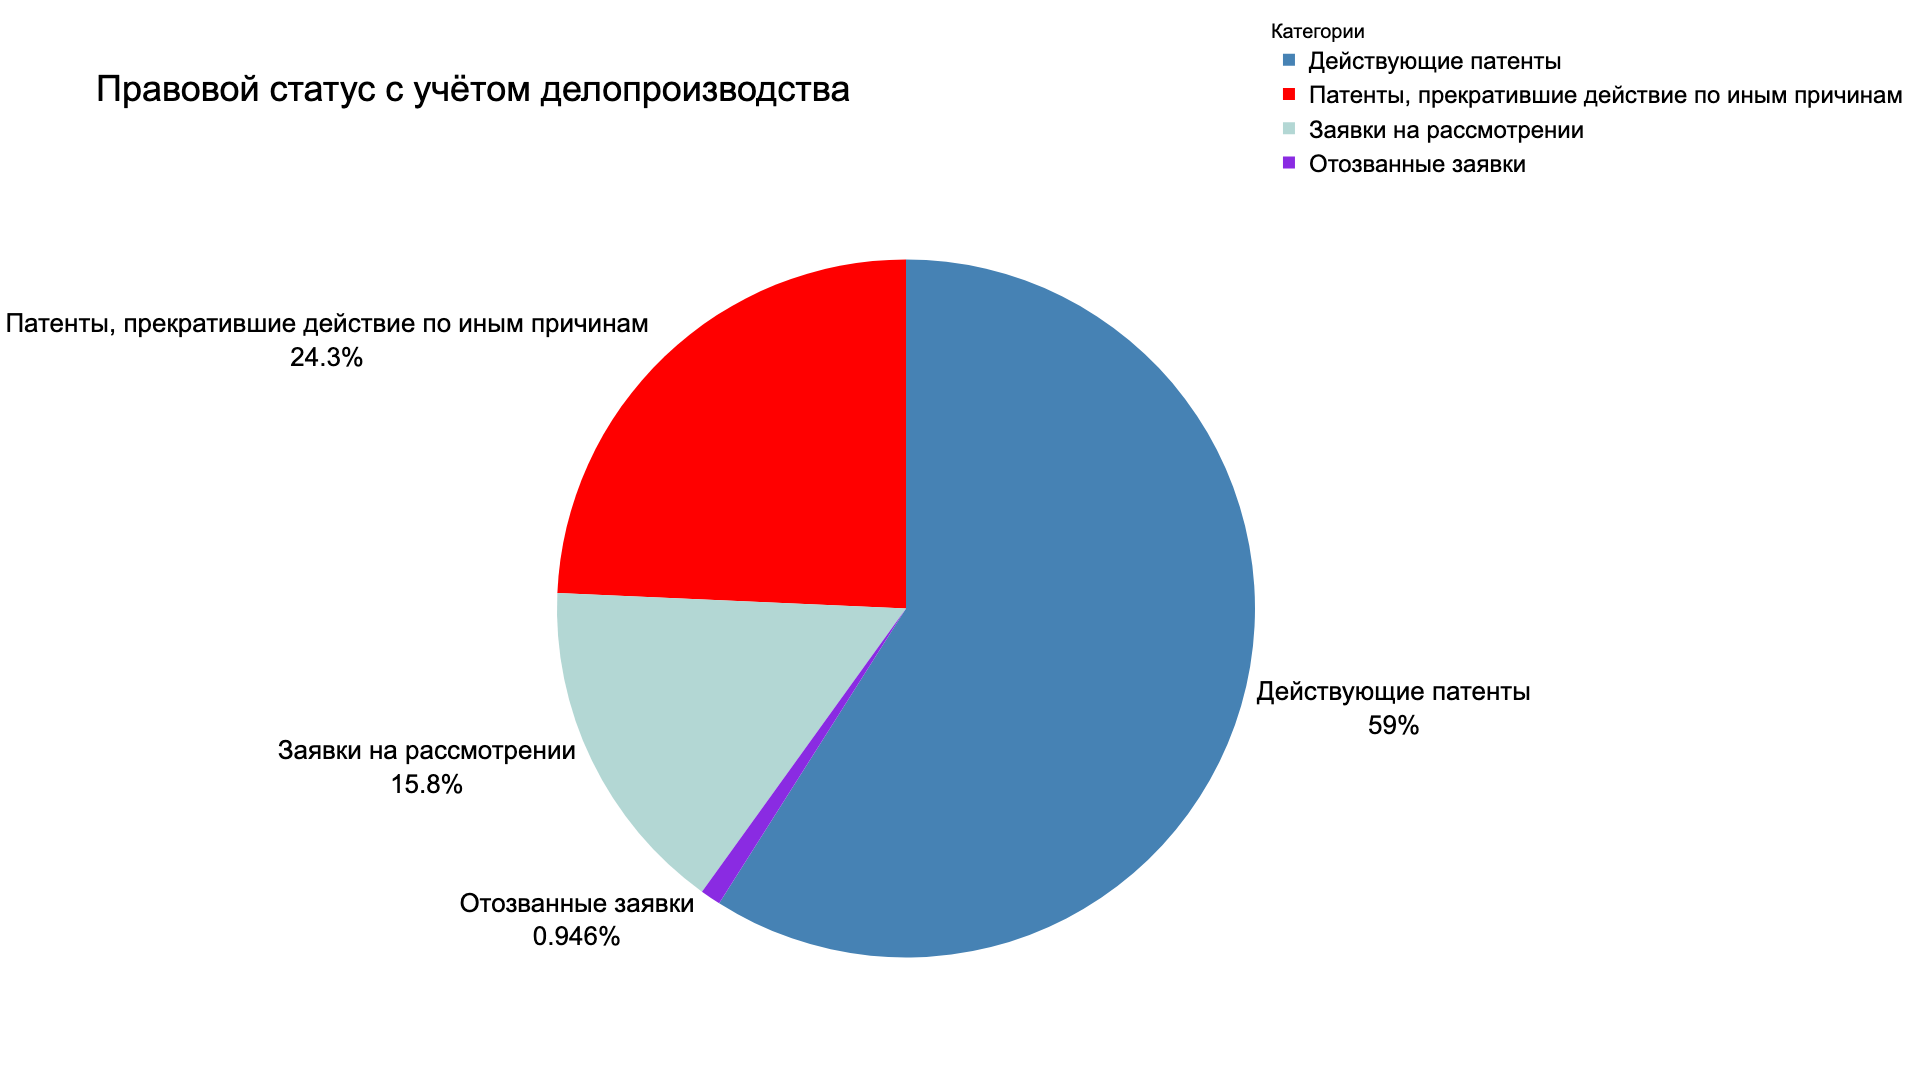 Правовой статус с учётом делопроизводства
Категории
Действующие патенты
Патенты, прекратившие действие по иным причинам
Заявки на рассмотрении
Отозванные заявки
Патенты, прекратившие действие по иным причинам
24.3%
Действующие патенты
59%
Заявки на рассмотрении
15.8%
Отозванные заявки
0.946%